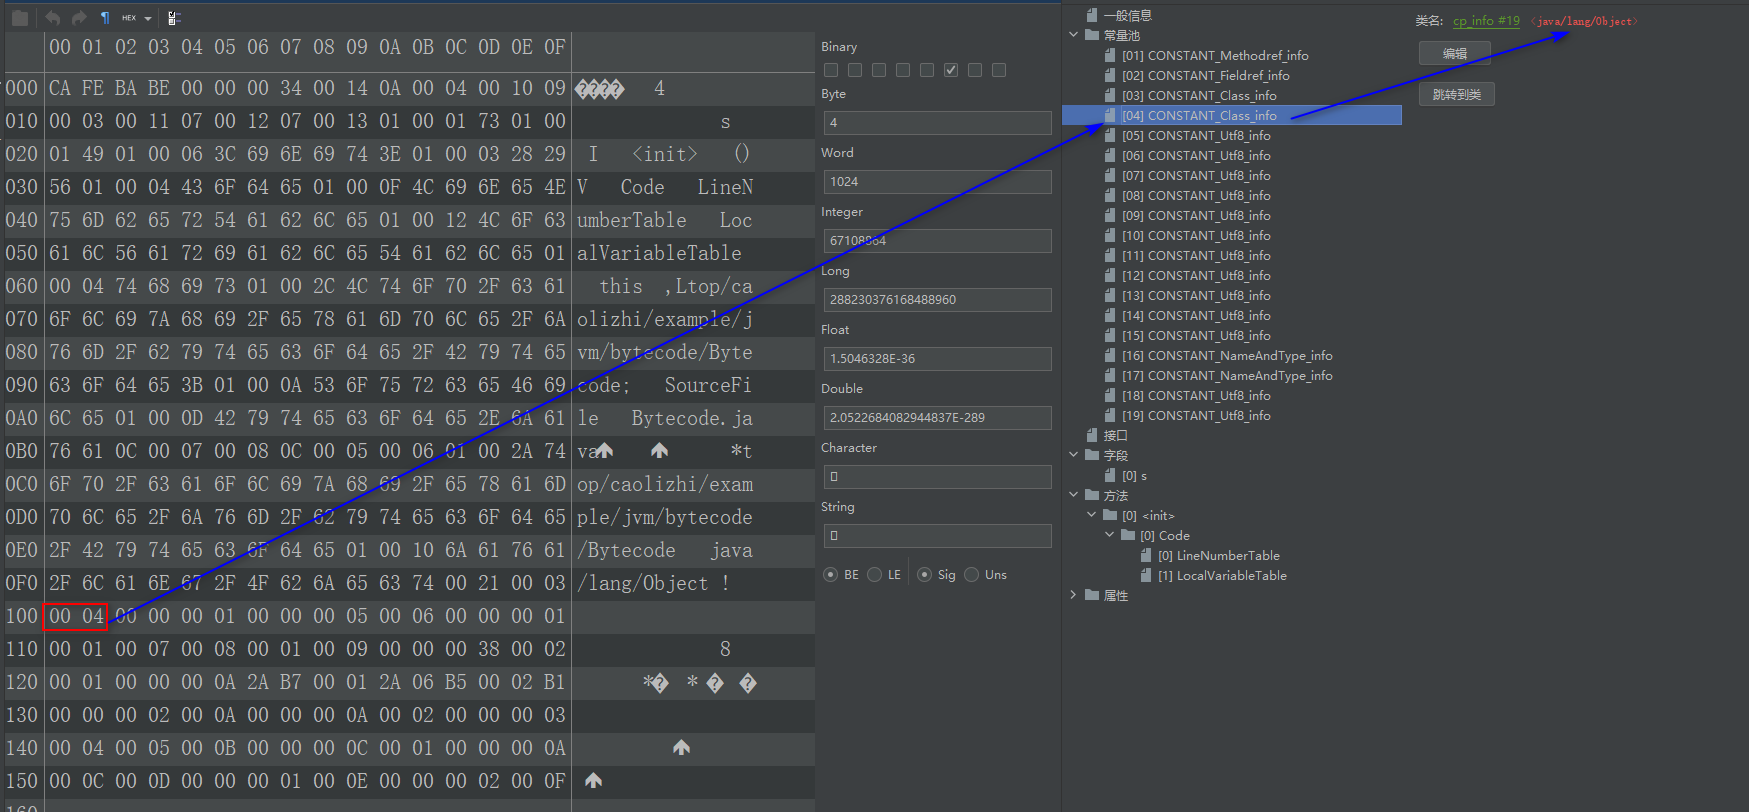 HEX
00 01 02 03 04 05 06 07 08 09 0A 0B 0C 0D 0E 0F
000 CA FE BA BE 00 00 00 34 00 14 0A 00 04 00 10 09 ���� 4
010 00 03 00 11 07 00 12 07 00 13 01 00 01 73 01 00 s
020 01 49 01 00 06 3C 69 6E 69 74 3E 01 00 03 28 29 I <init> ()
030 56 01 00 04 43 6F 64 65 01 00 0F 4C 69 6E 65 4E V Code LineN
040 75 6D 62 65 72 54 61 62 6C 65 01 00 12 4C 6F 63 umberTable Loc
050 61 6C 56 61 72 69 61 62 6C 65 54 61 62 6C 65 01 alVariableTable
060 00 04 74 68 69 73 01 00 2C 4C 74 6F 70 2F 63 61 this ,Ltop/ca
070 6F 6C 69 7A 68 69 2F 65 78 61 6D 70 6C 65 2F 6A olizhi/example/j
080 76 6D 2F 62 79 74 65 63 6F 64 65 2F 42 79 74 65 vm/bytecode/Byte
090 63 6F 64 65 3B 01 00 0A 53 6F 75 72 63 65 46 69 code; SourceFi
0A0 6C 65 01 00 0D 42 79 74 65 63 6F 64 65 2E 6A 61 le Bytecode.ja
0B0 76 61 0C 00 07 00 08 0C 00 05 00 06 01 00 2A 74 va *t
0C0 6F 70 2F 63 61 6F 6C 69 7A 68 69 2F 65 78 61 6D op/caolizhi/exam
0D0 70 6C 65 2F 6A 76 6D 2F 62 79 74 65 63 6F 64 65 ple/jvm/bytecode
0E0 2F 42 79 74 65 63 6F 64 65 01 00 10 6A 61 76 61 /Bytecode java
0F0 2F 6C 61 6E 67 2F 4F 62 6A 65 63 74 00 21 00 03 /lang/Object !
100 00 04 00 00 00 01 00 00 00 05 00 06 00 00 00 01
110 00 01 00 07 00 08 00 01 00 09 00 00 00 38 00 02 8
120 00 01 00 00 00 0A 2A B7 00 01 2A 06 B5 00 02 B1 *� * � �
130 00 00 00 02 00 0A 00 00 00 0A 00 02 00 00 00 03
140 00 04 00 05 00 0B 00 00 00 0C 00 01 00 00 00 0A
150 00 0C 00 0D 00 00 00 01 00 0E 00 00 00 02 00 0F
Binary
Byte
4
Word
1024
Integer
67108864
Long
288230376168488960
Float
1.5046328E-36
Double
2.0522684082944837E-289
Character
String
BE LE Sig Uns
一般信息
常量池
[01] CONSTANT_Methodref_info
[02] CONSTANT_Fieldref_info
[03] CONSTANT_Class_info
[04] CONSTANT_Class_info
[05] CONSTANT_Utf8_info
[06] CONSTANT_Utf8_info
[07] CONSTANT_Utf8_info
[08] CONSTANT_Utf8_info
[09] CONSTANT_Utf8_info
[10] CONSTANT_Utf8_info
[11] CONSTANT_Utf8_info
[12] CONSTANT_Utf8_info
[13] CONSTANT_Utf8_info
[14] CONSTANT_Utf8_info
[15] CONSTANT_Utf8_info
[16] CONSTANT_NameAndType_info
[17] CONSTANT_NameAndType_info
[18] CONSTANT_Utf8_info
[19] CONSTANT_Utf8_info
接口
字段
[0] s
方法
[0] <init>
[0] Code
[0] LineNumberTable
[1] LocalVariableTable
属性
类名: cp_info #19 <java/lang/Object>
编辑
跳转到类